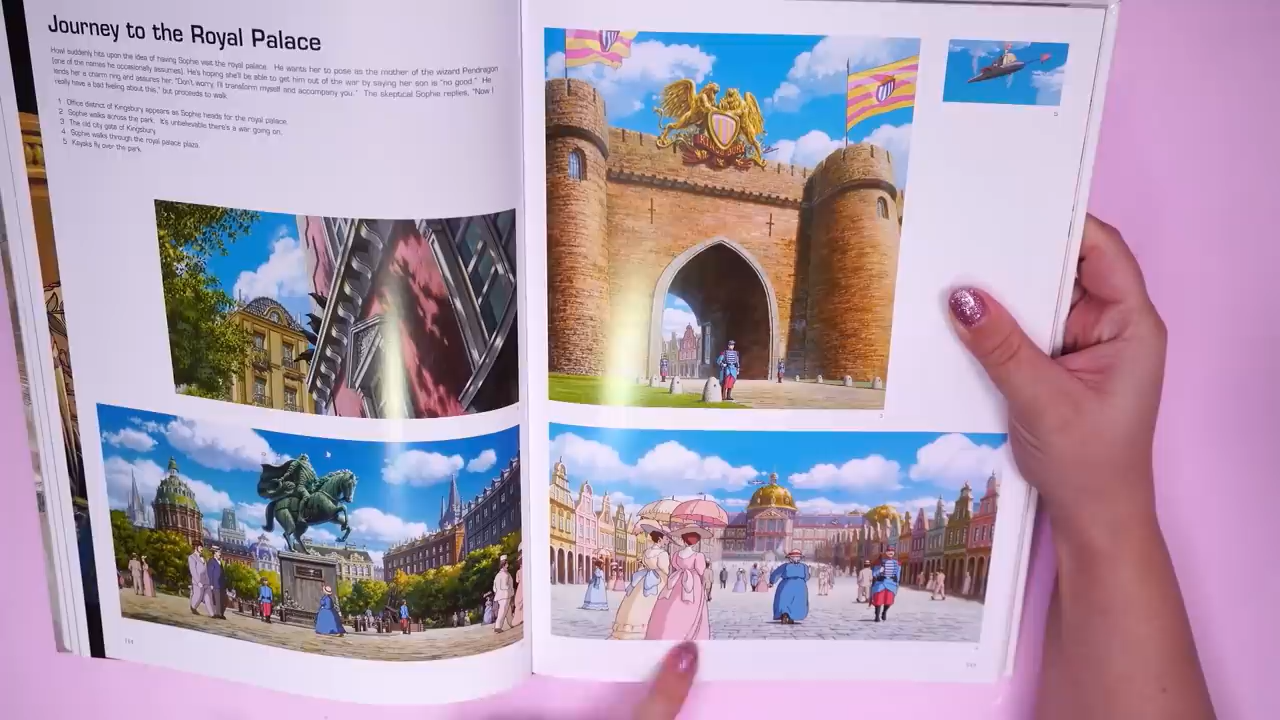 Journey to the Royal Palace
Howl suddenly hits upon the idea of having Sophie visit the royal palace. He wants her to pose as the mother of the wizard Pendragon
(one of the names he occasionally assumes). He's hoping she'll be able to get him out of the war by saying her son is "no good." He
lends her a charm ring and assures her, "Don't worry, I'll transform myself and accompany you." The skeptical Sophie replies, "Now I
really have a bad feeling about this," but proceeds to walk.
1 Office district of Kingsbury appears as Sophie heads for the royal palace.
2 Sophie walks across the park. It's unbelievable there's a war going on.
3 The old city gate of Kingsbury.
4 Sophie walks through the royal palace plaza.
5 Kayaks fly over the park.
KINGSBURY